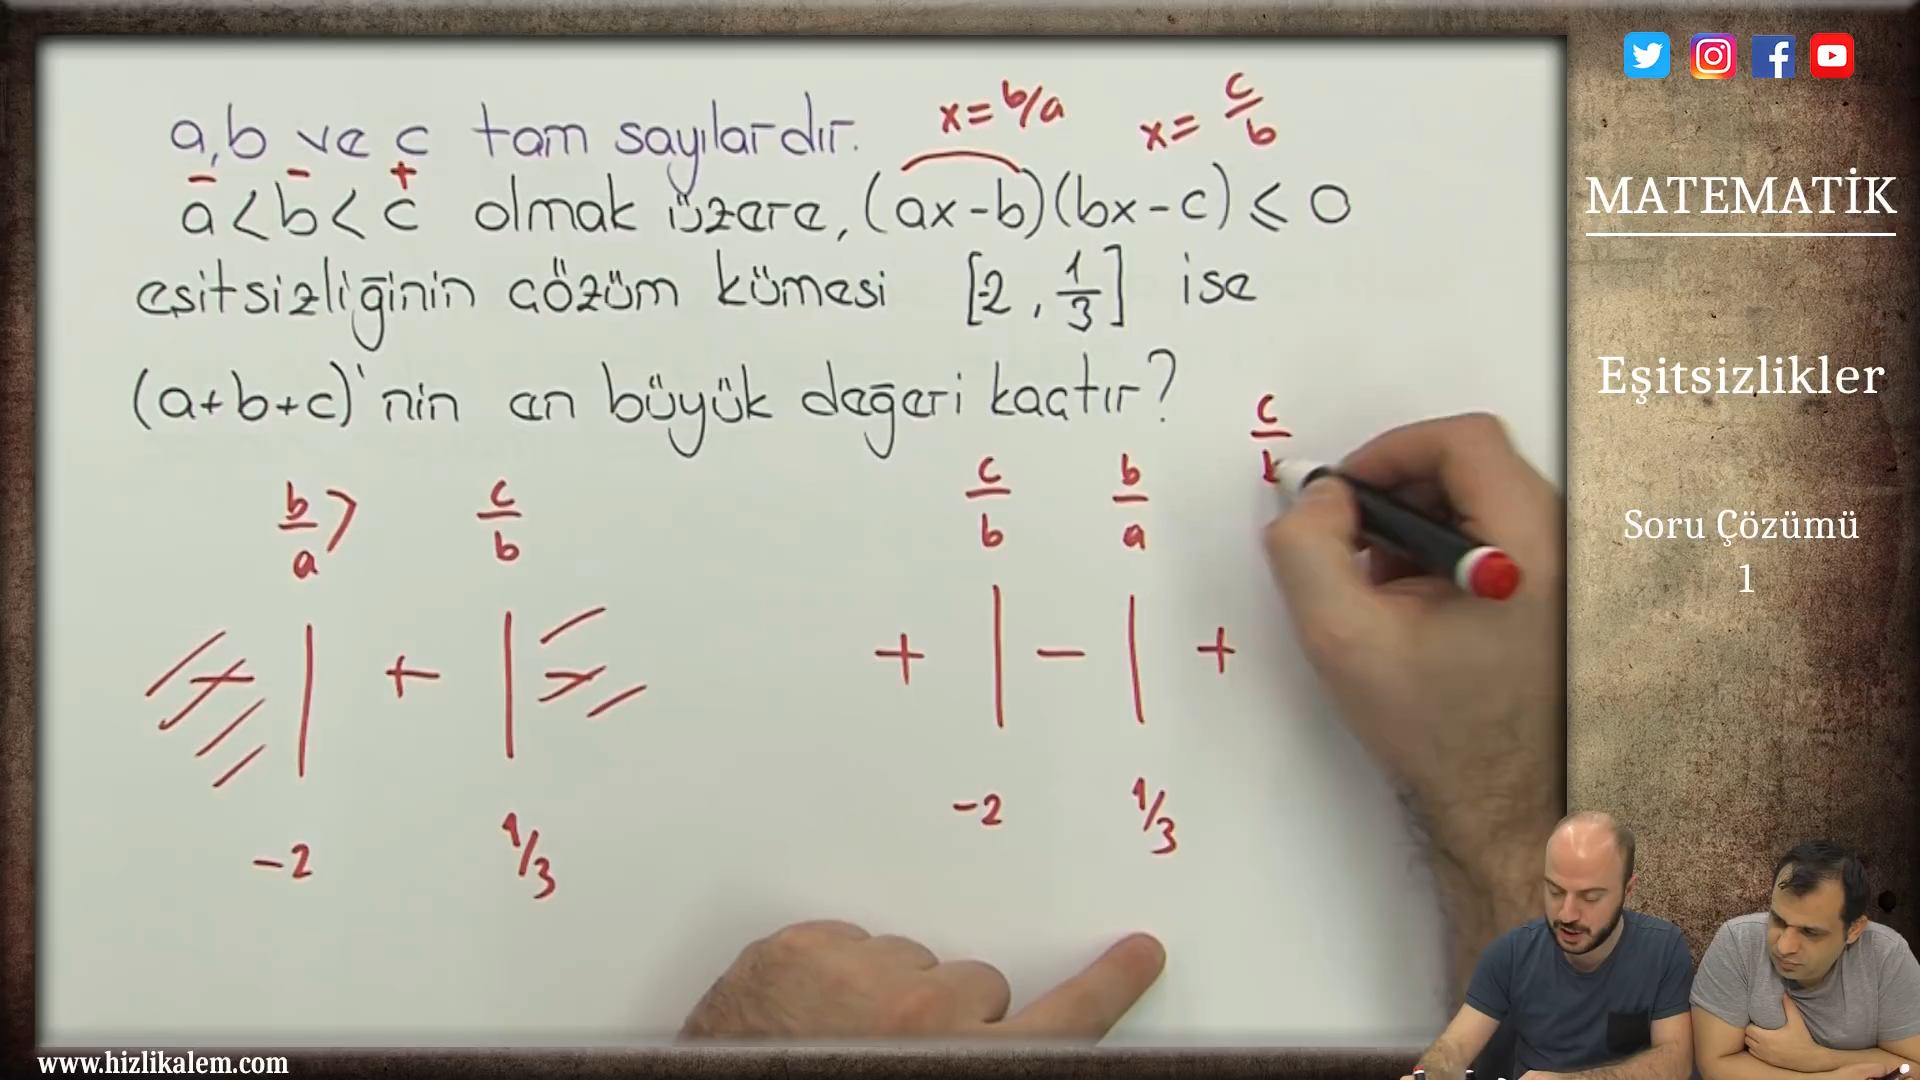 a,b ve c tam sayılardır.
x=b/a
x= c/b
- - +
a<b<c olmak üzere, (ax-b)(bx-c)⩽0
eşitsizliğinin çözüm kümesi [-2, 1/3] ise
(a+b+c)'nin en büyük değeri kaçtır?
b/a > c/b
+
-2 1/3
c/b b/a
+ - +
-2 1/3
c
MATEMATİK
Eşitsizlikler
Soru Çözümü
1
www.hizlikalem.com